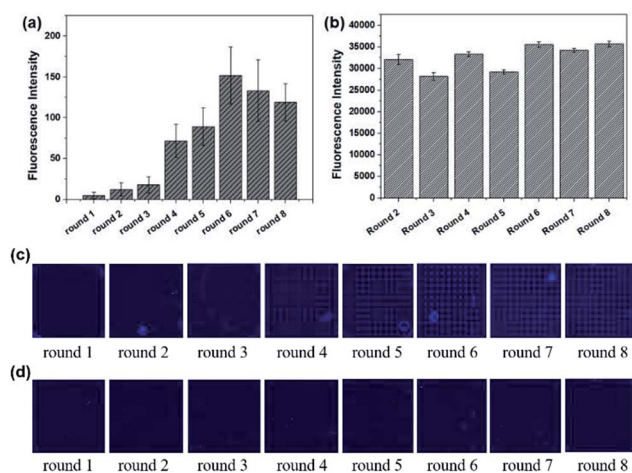 (a)
Fluorescence Intensity
150
100
50
0
round 1 round 2 round 3 round 4 round 5 round 6 round 7 round 8
(b)
Fluorescence Intensity
40000
35000
30000
25000
20000
15000
10000
5000
0
Round 2 Round 3 Round 4 Round 5 Round 6 Round 7 Round 8
(c)
round 1 round 2 round 3 round 4 round 5 round 6 round 7 round 8
(d)
round 1 round 2 round 3 round 4 round 5 round 6 round 7 round 8